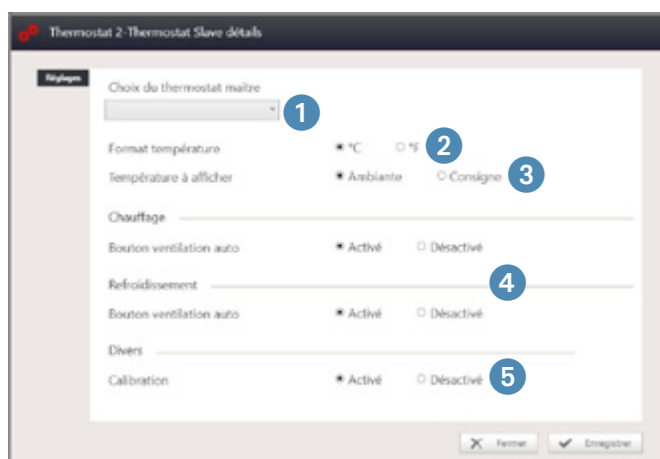 Thermostat 2-Thermostat Slave détails
Réglages
Choix du thermostat maître
1
Format température °C °F 2
Température à afficher Ambiante Consigne 3
Chauffage
Bouton ventilation auto Activé Désactivé
Refroidissement 4
Bouton ventilation auto Activé Désactivé
Divers
Calibration Activé Désactivé 5
Fermer Enregistrer